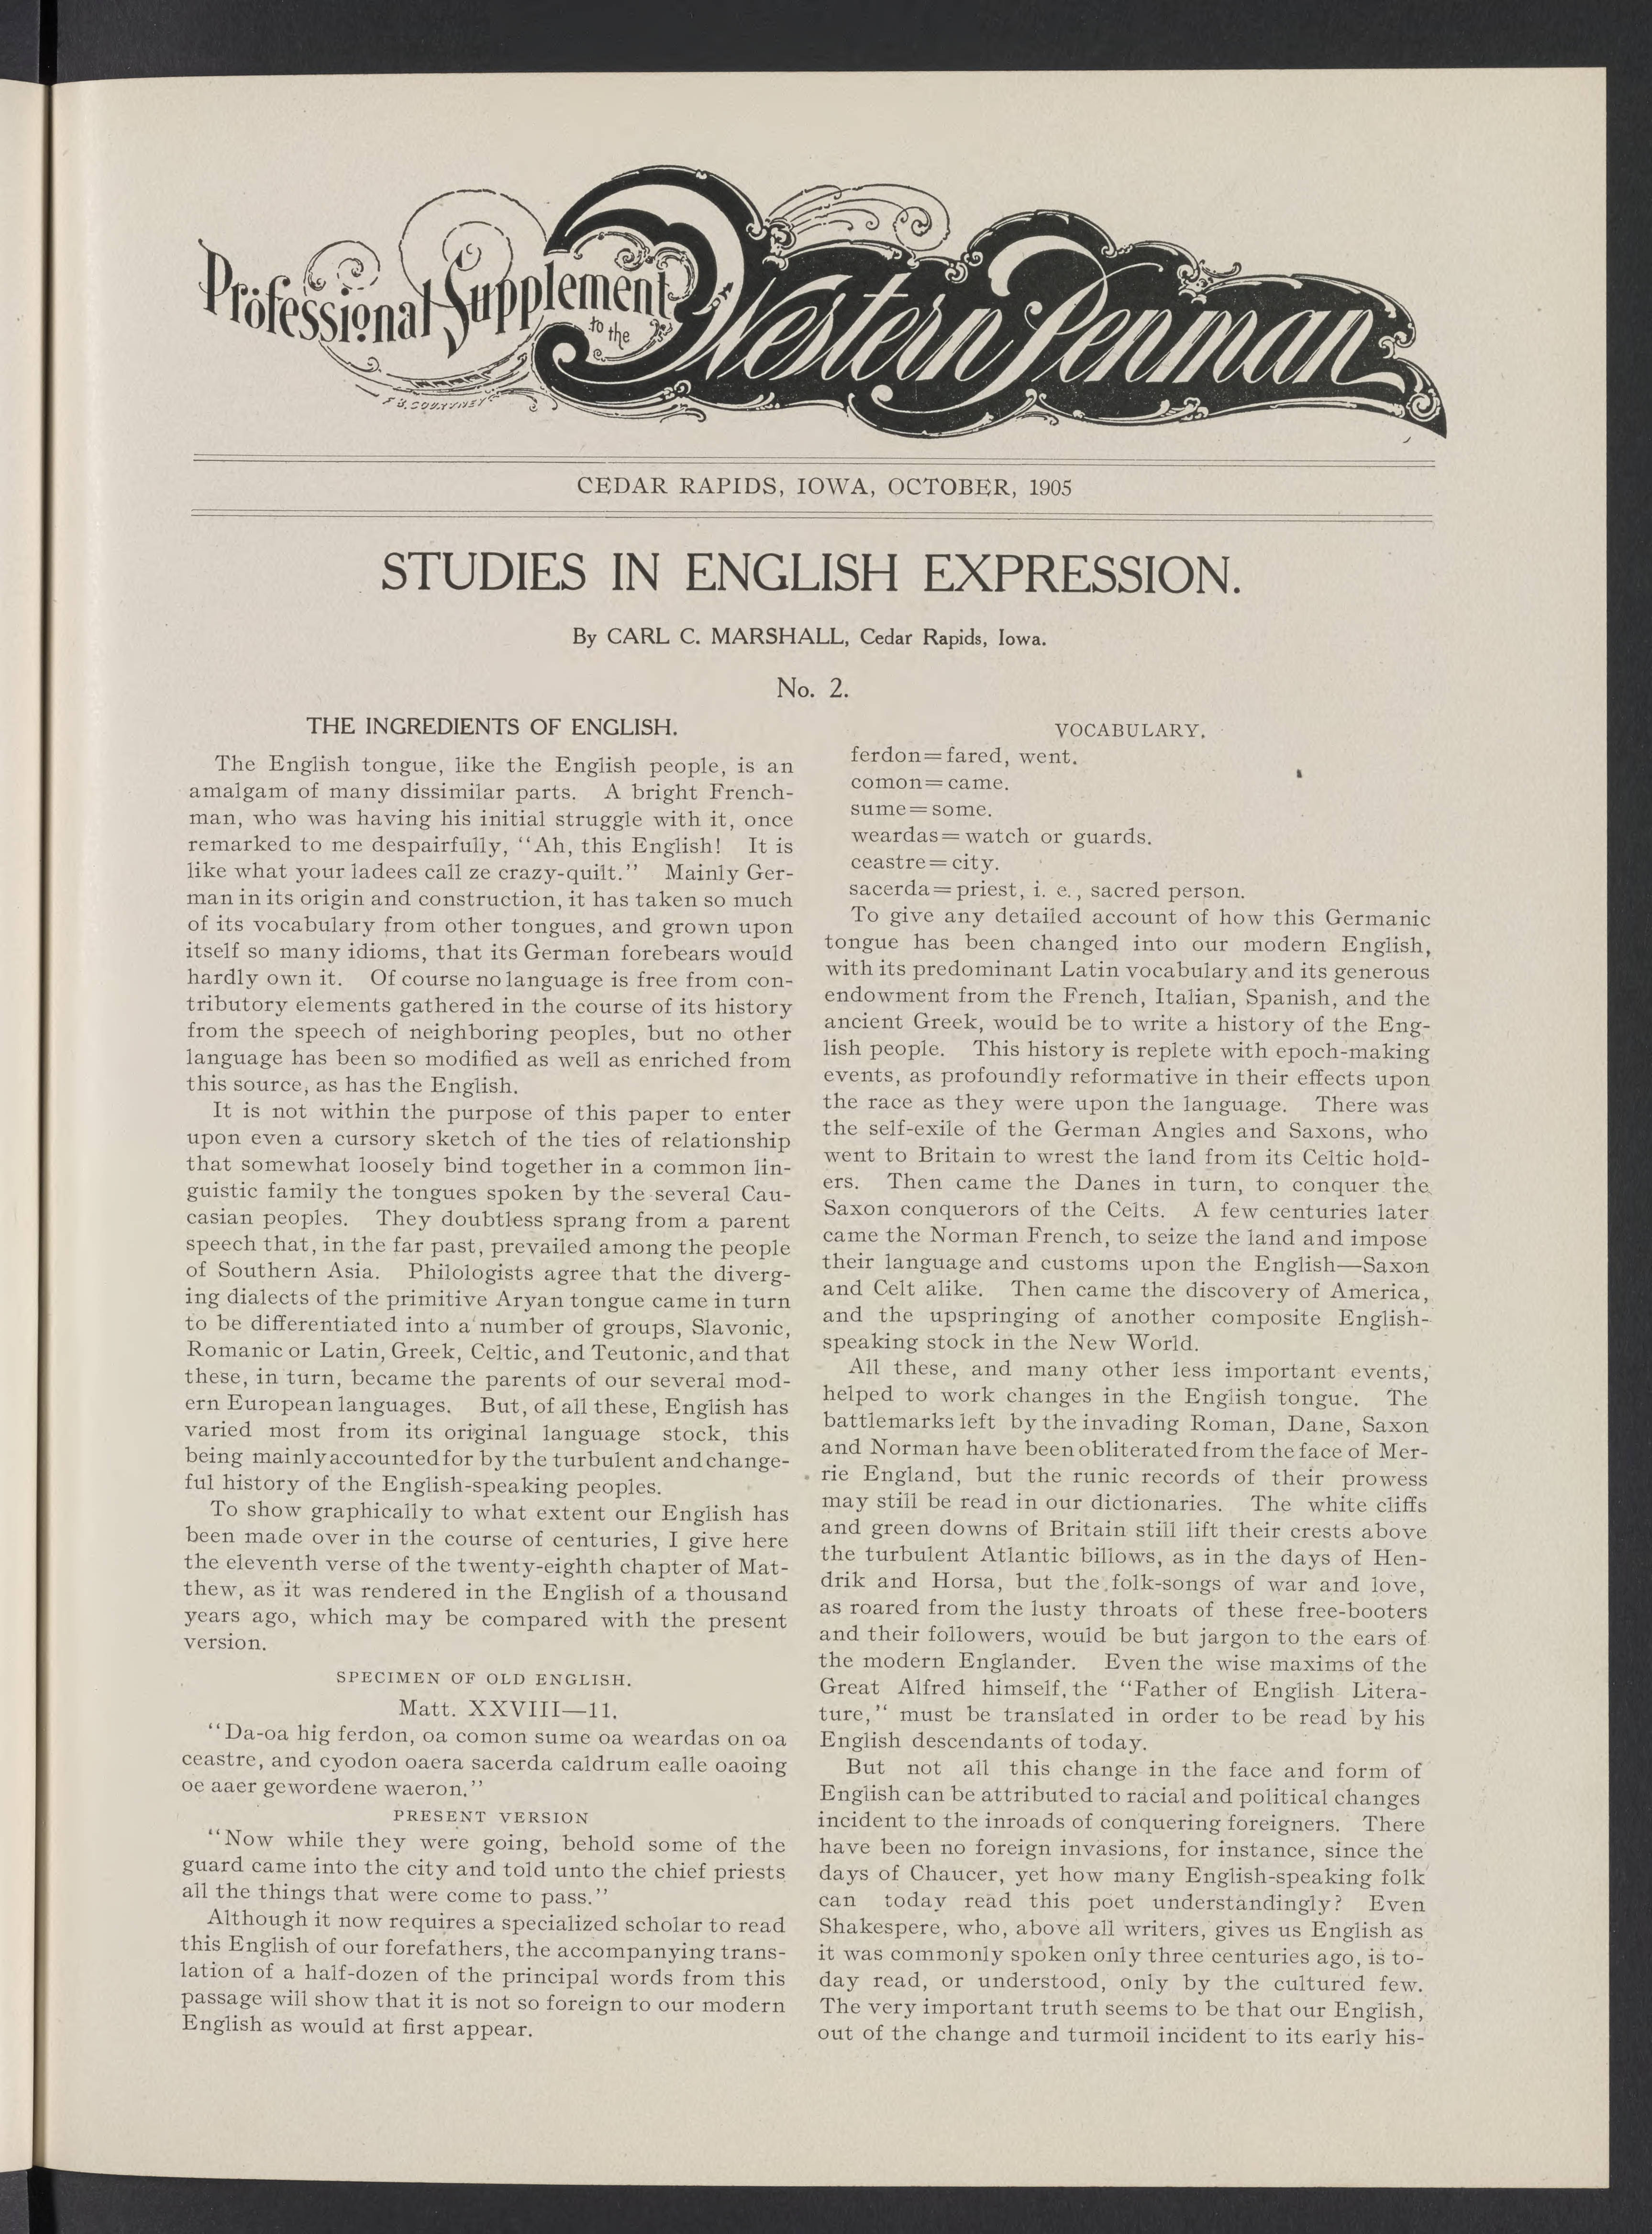 Professional Supplement
to the
Western Penman
F. B. COURTNEY
CEDAR RAPIDS, IOWA, OCTOBER, 1905
STUDIES IN ENGLISH EXPRESSION.
By CARL C. MARSHALL, Cedar Rapids, Iowa.
No. 2.
THE INGREDIENTS OF ENGLISH.
The English tongue, like the English people, is an
amalgam of many dissimilar parts. A bright French-
man, who was having his initial struggle with it, once
remarked to me despairfully, "Ah, this English! It is
like what your ladees call ze crazy-quilt." Mainly Ger-
man in its origin and construction, it has taken so much
of its vocabulary from other tongues, and grown upon
itself so many idioms, that its German forebears would
hardly own it. Of course no language is free from con-
tributory elements gathered in the course of its history
from the speech of neighboring peoples, but no other
language has been so modified as well as enriched from
this source, as has the English.
It is not within the purpose of this paper to enter
upon even a cursory sketch of the ties of relationship
that somewhat loosely bind together in a common lin-
guistic family the tongues spoken by the several Cau-
casian peoples. They doubtless sprang from a parent
speech that, in the far past, prevailed among the people
of Southern Asia. Philologists agree that the diverg-
ing dialects of the primitive Aryan tongue came in turn
to be differentiated into a number of groups, Slavonic,
Romanic or Latin, Greek, Celtic, and Teutonic, and that
these, in turn, became the parents of our several mod-
ern European languages. But, of all these, English has
varied most from its original language stock, this
being mainly accounted for by the turbulent and change-
ful history of the English-speaking peoples.
To show graphically to what extent our English has
been made over in the course of centuries, I give here
the eleventh verse of the twenty-eighth chapter of Mat-
thew, as it was rendered in the English of a thousand
years ago, which may be compared with the present
version.
SPECIMEN OF OLD ENGLISH.
Matt. XXVIII—11.
"Da-oa hig ferdon, oa comon sume oa weardas on oa
ceastre, and cyodon oaera sacerda caldrum ealle oaoing
oe aaer gewordene waeron."
PRESENT VERSION
"Now while they were going, behold some of the
guard came into the city and told unto the chief priests
all the things that were come to pass."
Although it now requires a specialized scholar to read
this English of our forefathers, the accompanying trans-
lation of a half-dozen of the principal words from this
passage will show that it is not so foreign to our modern
English as would at first appear.
VOCABULARY.
ferdon=fared, went.
comon=came.
sume=some.
weardas=watch or guards.
ceastre=city.
sacerda=priest, i. e., sacred person.
To give any detailed account of how this Germanic
tongue has been changed into our modern English,
with its predominant Latin vocabulary and its generous
endowment from the French, Italian, Spanish, and the
ancient Greek, would be to write a history of the Eng-
lish people. This history is replete with epoch-making
events, as profoundly reformative in their effects upon
the race as they were upon the language. There was
the self-exile of the German Angles and Saxons, who
went to Britain to wrest the land from its Celtic hold-
ers. Then came the Danes in turn, to conquer the
Saxon conquerors of the Celts. A few centuries later
came the Norman French, to seize the land and impose
their language and customs upon the English—Saxon
and Celt alike. Then came the discovery of America,
and the upspringing of another composite English-
speaking stock in the New World.
All these, and many other less important events,
helped to work changes in the English tongue. The
battlemarks left by the invading Roman, Dane, Saxon
and Norman have been obliterated from the face of Mer-
rie England, but the runic records of their prowess
may still be read in our dictionaries. The white cliffs
and green downs of Britain still lift their crests above
the turbulent Atlantic billows, as in the days of Hen-
drik and Horsa, but the folk-songs of war and love,
as roared from the lusty throats of these free-booters
and their followers, would be but jargon to the ears of
the modern Englander. Even the wise maxims of the
Great Alfred himself, the "Father of English Litera-
ture," must be translated in order to be read by his
English descendants of today.
But not all this change in the face and form of
English can be attributed to racial and political changes
incident to the inroads of conquering foreigners. There
have been no foreign invasions, for instance, since the
days of Chaucer, yet how many English-speaking folk
can today read this poet understandingly? Even
Shakespere, who, above all writers, gives us English as
it was commonly spoken only three centuries ago, is to-
day read, or understood, only by the cultured few.
The very important truth seems to be that our English,
out of the change and turmoil incident to its early his-